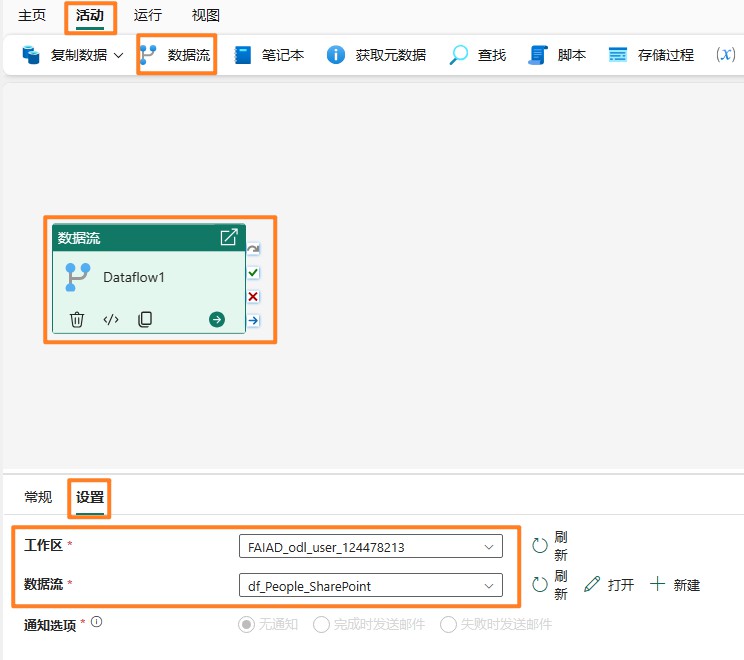 主页 活动 运行 视图
复制数据 数据流 笔记本 获取元数据 查找 脚本 存储过程 (x)
数据流
Dataflow1
常规 设置
工作区 * FAIAD_odl_user_124478213 刷新
数据流 * df_People_SharePoint 刷新 打开 新建
通知选项 * 无通知 完成时发送邮件 失败时发送邮件